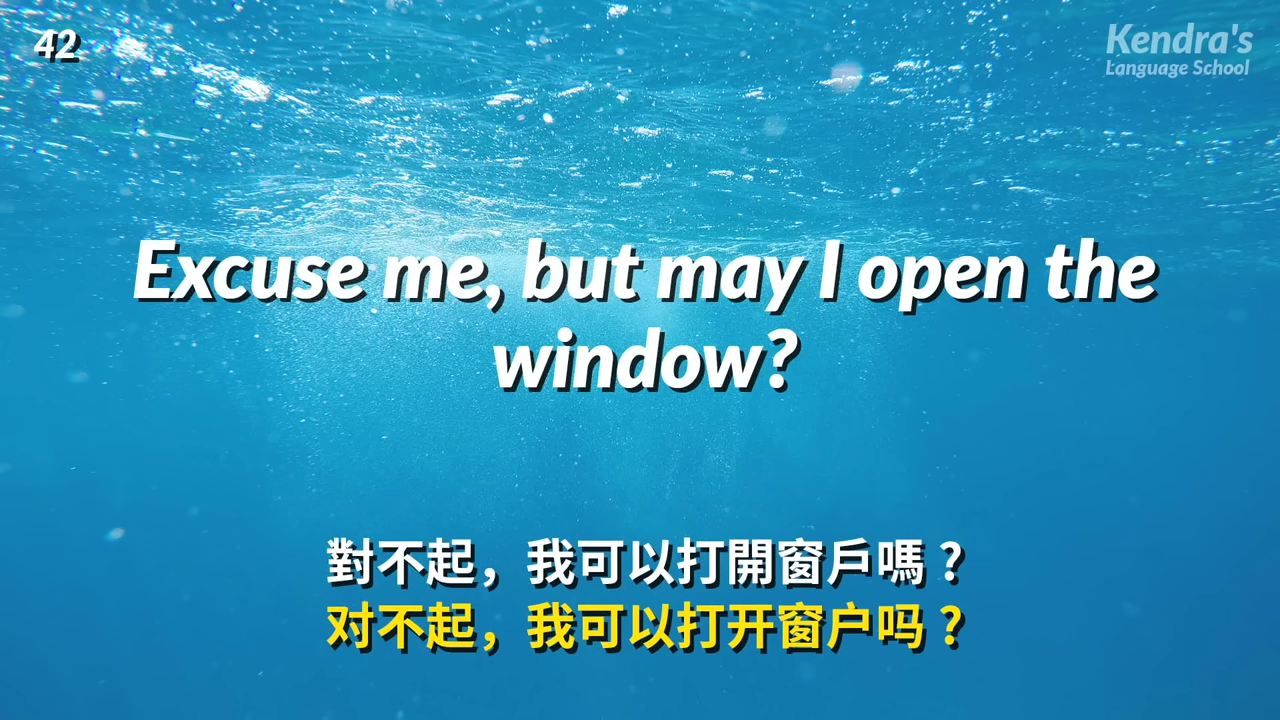 42
Kendra's
Language School
Excuse me, but may I open the
window?
對不起，我可以打開窗戶嗎？
对不起，我可以打开窗户吗？